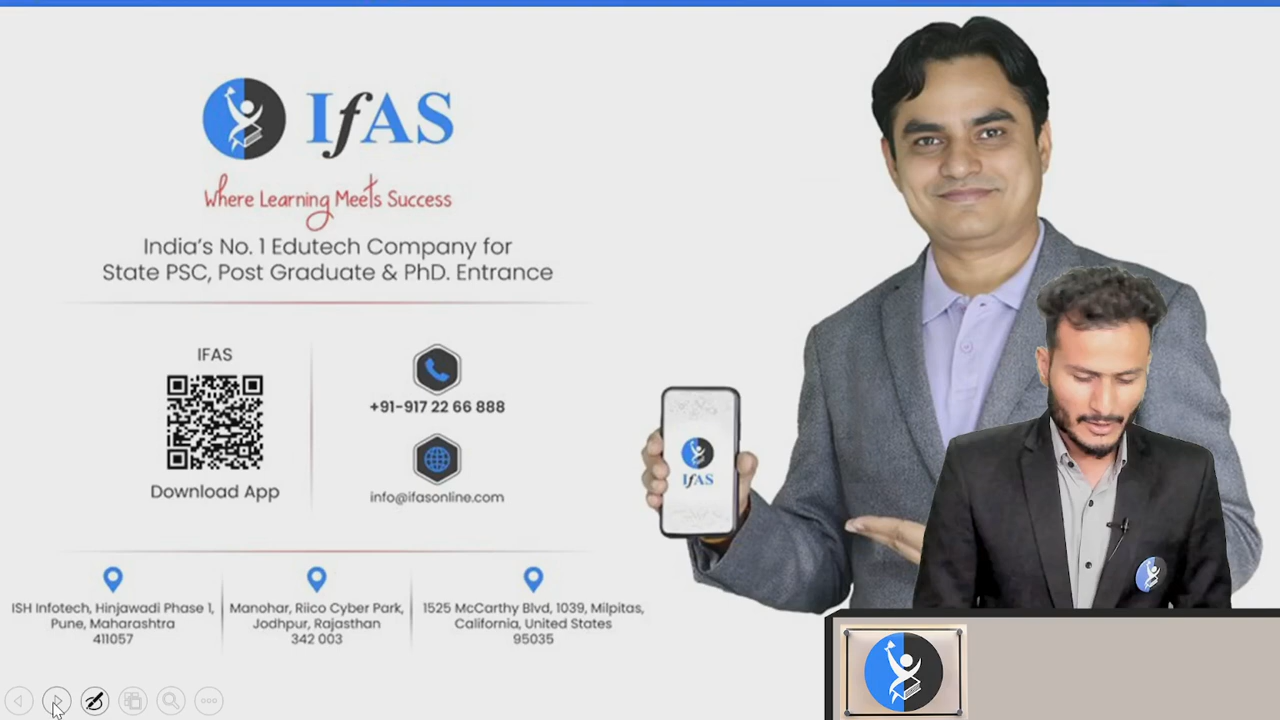 IfAS
Where Learning Meets Success
India's No. 1 Edutech Company for
State PSC, Post Graduate & PhD. Entrance
IFAS
Download App
+91-917 22 66 888
info@ifasonline.com
ISH Infotech, Hinjawadi Phase 1,
Pune, Maharashtra
411057
Manohar, Riico Cyber Park,
Jodhpur, Rajasthan
342 003
1525 McCarthy Blvd, 1039, Milpitas,
California, United States
95035
IfAS